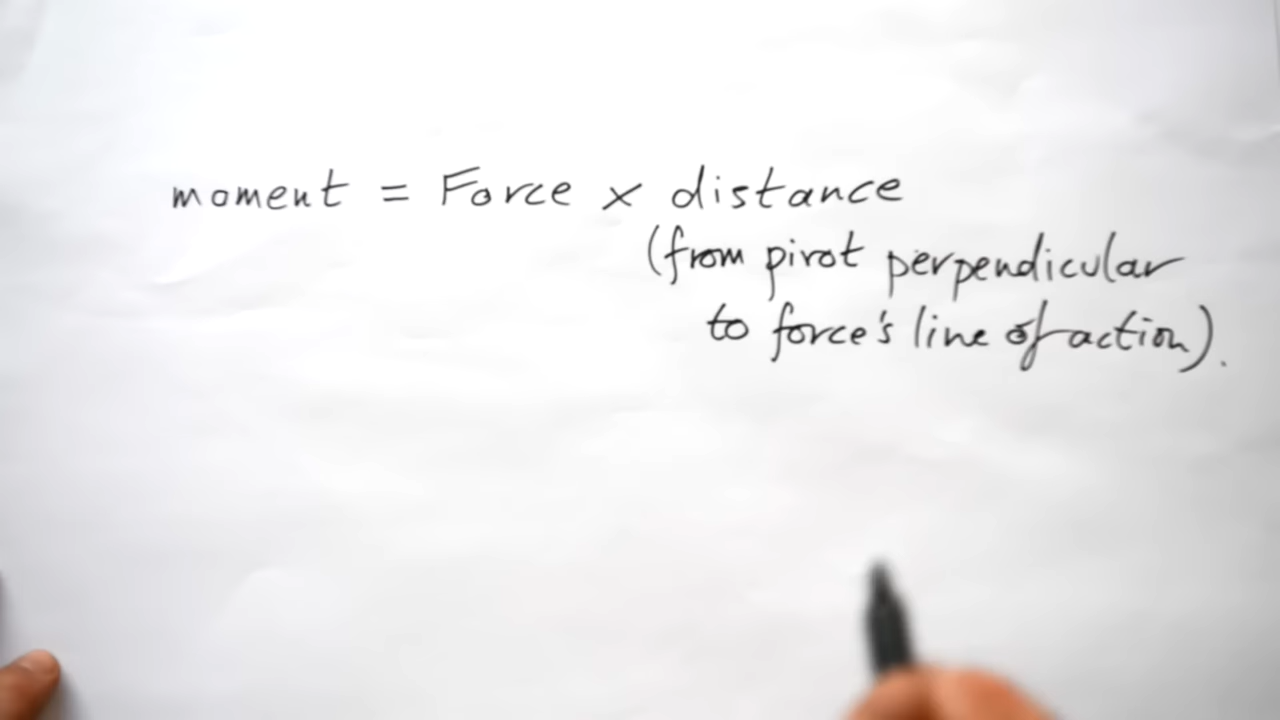 moment = Force x distance
(from pivot perpendicular
to force's line of action).